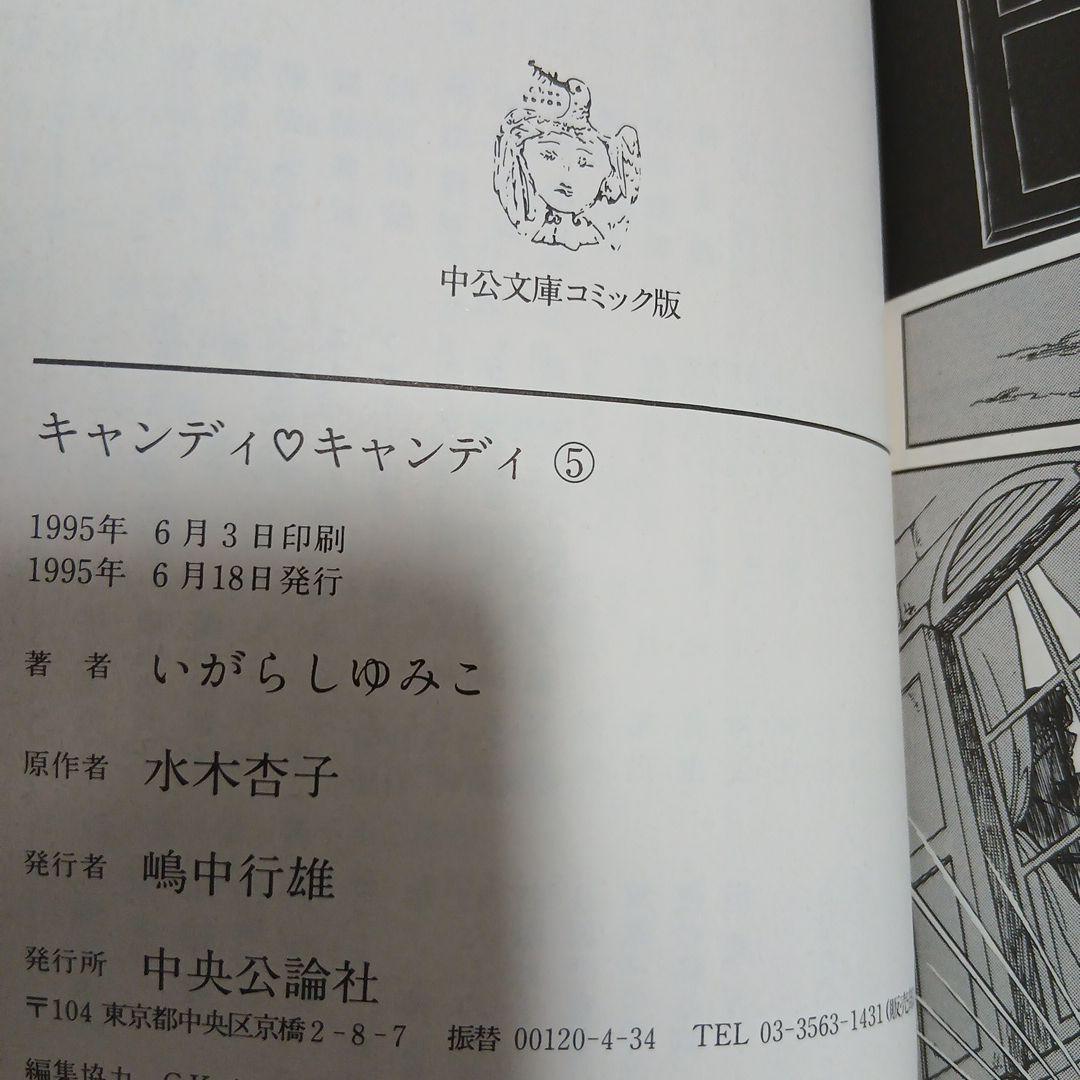 中公文庫コミック版
キャンディ♡キャンディ ⑤
1995年 6月3日印刷
1995年 6月18日発行
著者 いがらしゆみこ
原作者 水木杏子
発行者 嶋中行雄
発行所 中央公論社
〒104 東京都中央区京橋2-8-7 振替 00120-4-34 TEL 03-3563-1431
編集協力